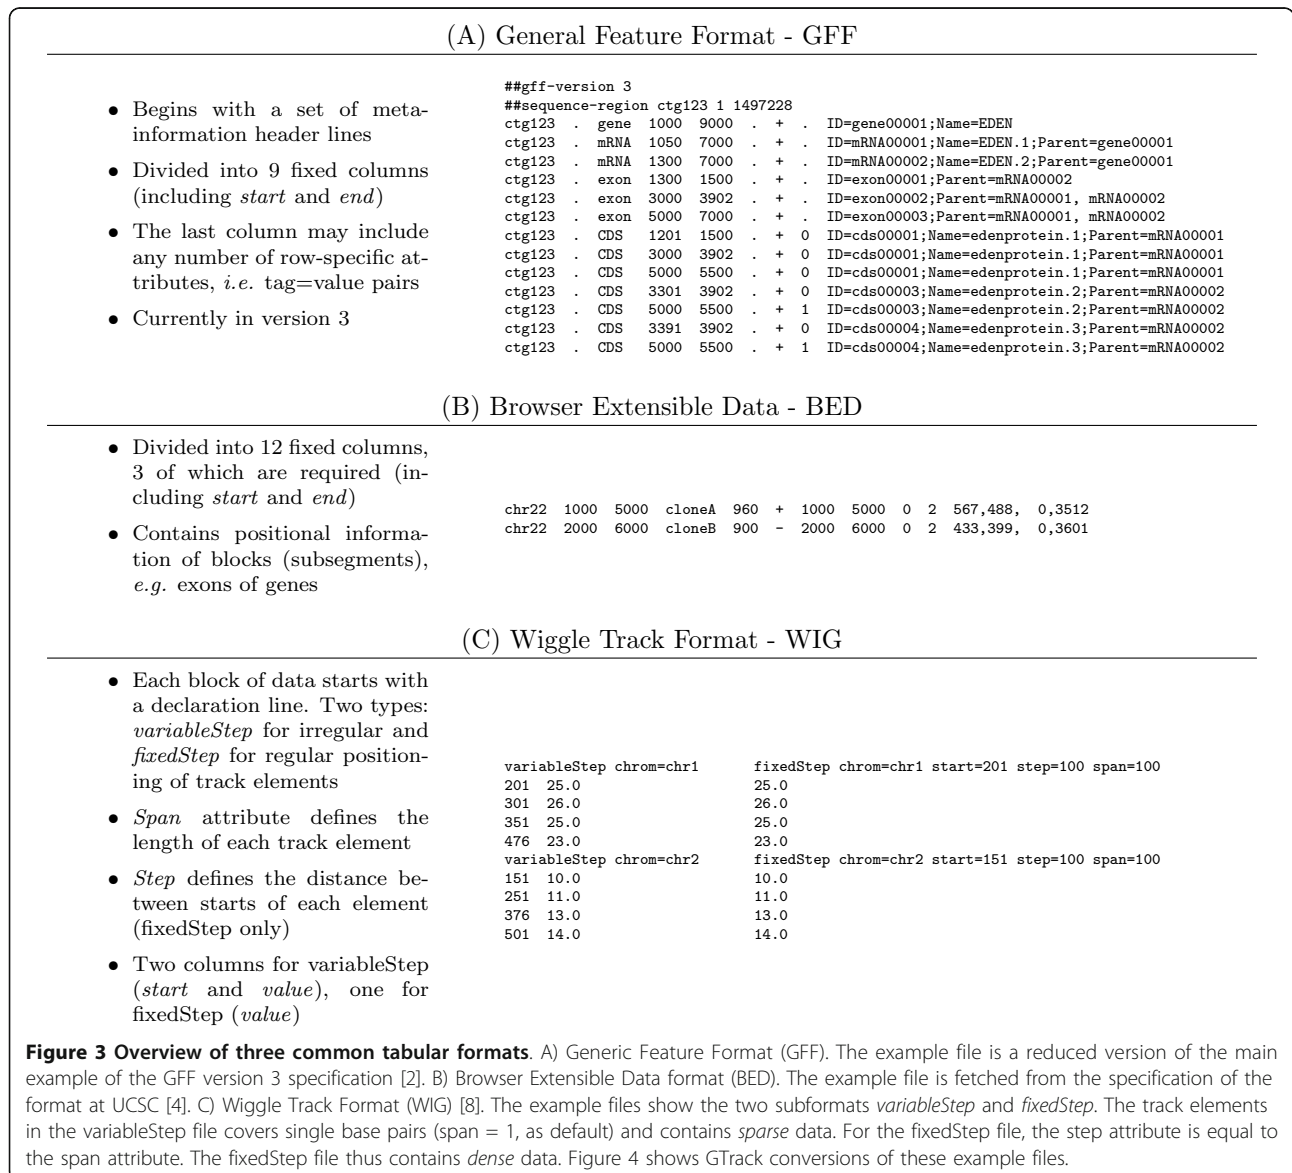 (A) General Feature Format - GFF
• Begins with a set of meta-
information header lines
• Divided into 9 fixed columns
(including start and end)
• The last column may include
any number of row-specific at-
tributes, i.e. tag=value pairs
• Currently in version 3
##gff-version 3
##sequence-region ctg123 1 1497228
ctg123 . gene 1000 9000 . + . ID=gene00001;Name=EDEN
ctg123 . mRNA 1050 7000 . + . ID=mRNA00001;Name=EDEN.1;Parent=gene00001
ctg123 . mRNA 1300 7000 . + . ID=mRNA00002;Name=EDEN.2;Parent=gene00001
ctg123 . exon 1300 1500 . + . ID=exon00001;Parent=mRNA00002
ctg123 . exon 3000 3902 . + . ID=exon00002;Parent=mRNA00001, mRNA00002
ctg123 . exon 5000 7000 . + . ID=exon00003;Parent=mRNA00001, mRNA00002
ctg123 . CDS 1201 1500 . + 0 ID=cds00001;Name=edenprotein.1;Parent=mRNA00001
ctg123 . CDS 3000 3902 . + 0 ID=cds00001;Name=edenprotein.1;Parent=mRNA00001
ctg123 . CDS 5000 5500 . + 0 ID=cds00001;Name=edenprotein.1;Parent=mRNA00001
ctg123 . CDS 3301 3902 . + 0 ID=cds00003;Name=edenprotein.2;Parent=mRNA00002
ctg123 . CDS 5000 5500 . + 1 ID=cds00003;Name=edenprotein.2;Parent=mRNA00002
ctg123 . CDS 3391 3902 . + 0 ID=cds00004;Name=edenprotein.3;Parent=mRNA00002
ctg123 . CDS 5000 5500 . + 1 ID=cds00004;Name=edenprotein.3;Parent=mRNA00002
(B) Browser Extensible Data - BED
• Divided into 12 fixed columns,
3 of which are required (in-
cluding start and end)
• Contains positional informa-
tion of blocks (subsegments),
e.g. exons of genes
chr22 1000 5000 cloneA 960 + 1000 5000 0 2 567,488, 0,3512
chr22 2000 6000 cloneB 900 - 2000 6000 0 2 433,399, 0,3601
(C) Wiggle Track Format - WIG
• Each block of data starts with
a declaration line. Two types:
variableStep for irregular and
fixedStep for regular position-
ing of track elements
• Span attribute defines the
length of each track element
• Step defines the distance be-
tween starts of each element
(fixedStep only)
• Two columns for variableStep
(start and value), one for
fixedStep (value)
variableStep chrom=chr1
201 25.0
301 26.0
351 25.0
476 23.0
variableStep chrom=chr2
151 10.0
251 11.0
376 13.0
501 14.0
fixedStep chrom=chr1 start=201 step=100 span=100
25.0
26.0
25.0
23.0
fixedStep chrom=chr2 start=151 step=100 span=100
10.0
11.0
13.0
14.0
Figure 3 Overview of three common tabular formats. A) Generic Feature Format (GFF). The example file is a reduced version of the main
example of the GFF version 3 specification [2]. B) Browser Extensible Data format (BED). The example file is fetched from the specification of the
format at UCSC [4]. C) Wiggle Track Format (WIG) [8]. The example files show the two subformats variableStep and fixedStep. The track elements
in the variableStep file covers single base pairs (span = 1, as default) and contains sparse data. For the fixedStep file, the step attribute is equal to
the span attribute. The fixedStep file thus contains dense data. Figure 4 shows GTrack conversions of these example files.